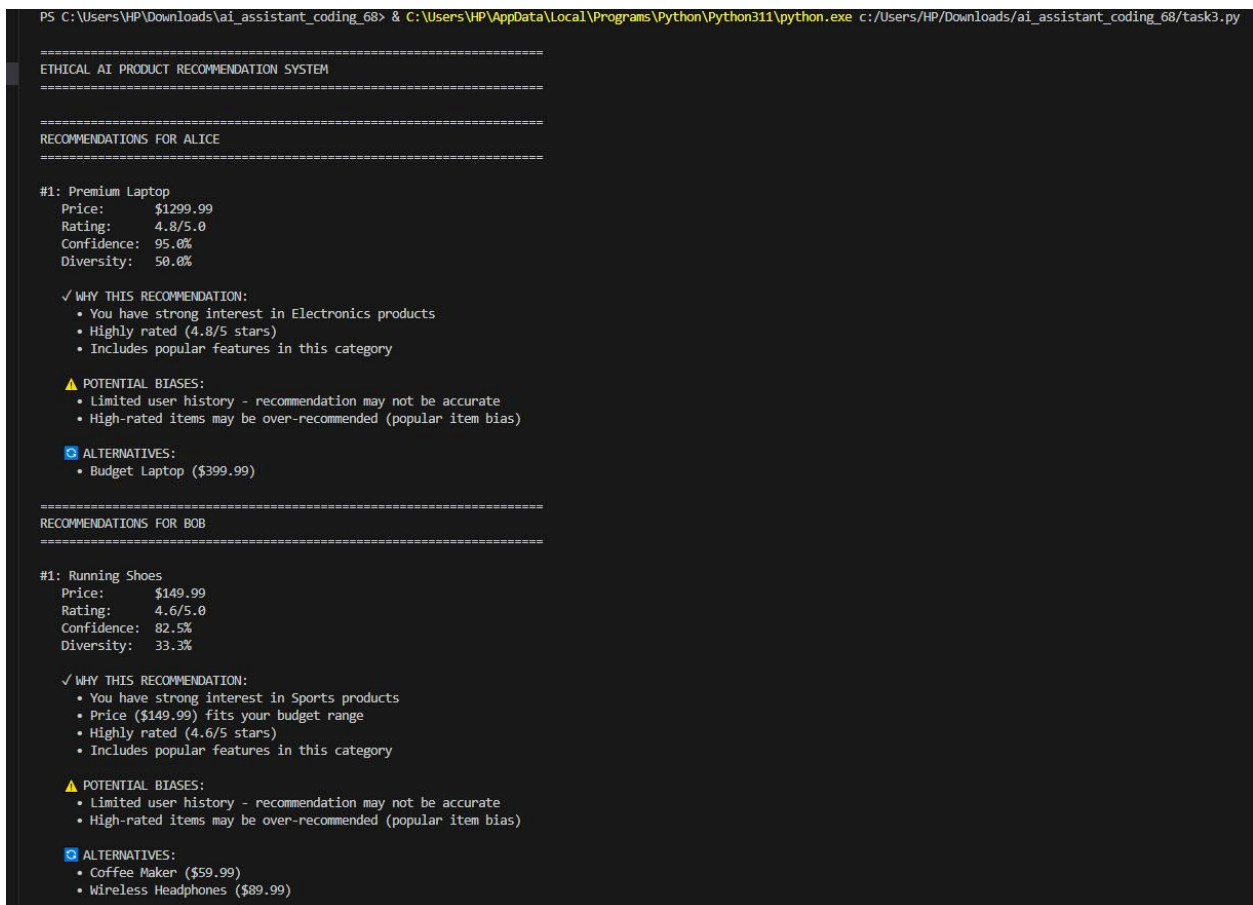 PS C:\Users\HP\Downloads\ai_assistant_coding_68> & C:\Users\HP\AppData\Local\Programs\Python\Python311\python.exe c:/Users/HP/Downloads/ai_assistant_coding_68/task3.py
======================================================================
ETHICAL AI PRODUCT RECOMMENDATION SYSTEM
======================================================================
======================================================================
RECOMMENDATIONS FOR ALICE
======================================================================
#1: Premium Laptop
Price: $1299.99
Rating: 4.8/5.0
Confidence: 95.0%
Diversity: 50.0%
✓ WHY THIS RECOMMENDATION:
• You have strong interest in Electronics products
• Highly rated (4.8/5 stars)
• Includes popular features in this category
⚠ POTENTIAL BIASES:
• Limited user history - recommendation may not be accurate
• High-rated items may be over-recommended (popular item bias)
🔄 ALTERNATIVES:
• Budget Laptop ($399.99)
======================================================================
RECOMMENDATIONS FOR BOB
======================================================================
#1: Running Shoes
Price: $149.99
Rating: 4.6/5.0
Confidence: 82.5%
Diversity: 33.3%
✓ WHY THIS RECOMMENDATION:
• You have strong interest in Sports products
• Price ($149.99) fits your budget range
• Highly rated (4.6/5 stars)
• Includes popular features in this category
⚠ POTENTIAL BIASES:
• Limited user history - recommendation may not be accurate
• High-rated items may be over-recommended (popular item bias)
🔄 ALTERNATIVES:
• Coffee Maker ($59.99)
• Wireless Headphones ($89.99)